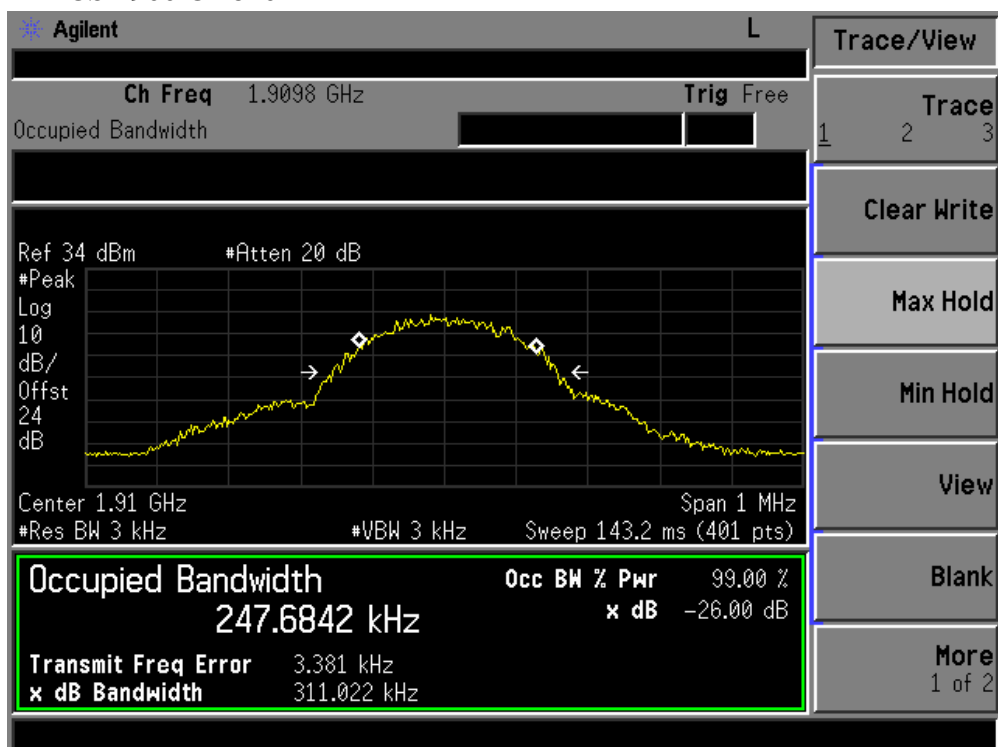 Agilent L
Trace/View
Ch Freq 1.9098 GHz Trig Free
Occupied Bandwidth
Trace
1 2 3
Clear Write
Max Hold
Min Hold
View
Blank
More
1 of 2
Ref 34 dBm #Atten 20 dB
#Peak
Log
10
dB/
Offst
24
dB
Center 1.91 GHz Span 1 MHz
#Res BW 3 kHz #VBW 3 kHz Sweep 143.2 ms (401 pts)
Occupied Bandwidth Occ BW % Pwr 99.00 %
247.6842 kHz x dB -26.00 dB
Transmit Freq Error 3.381 kHz
x dB Bandwidth 311.022 kHz